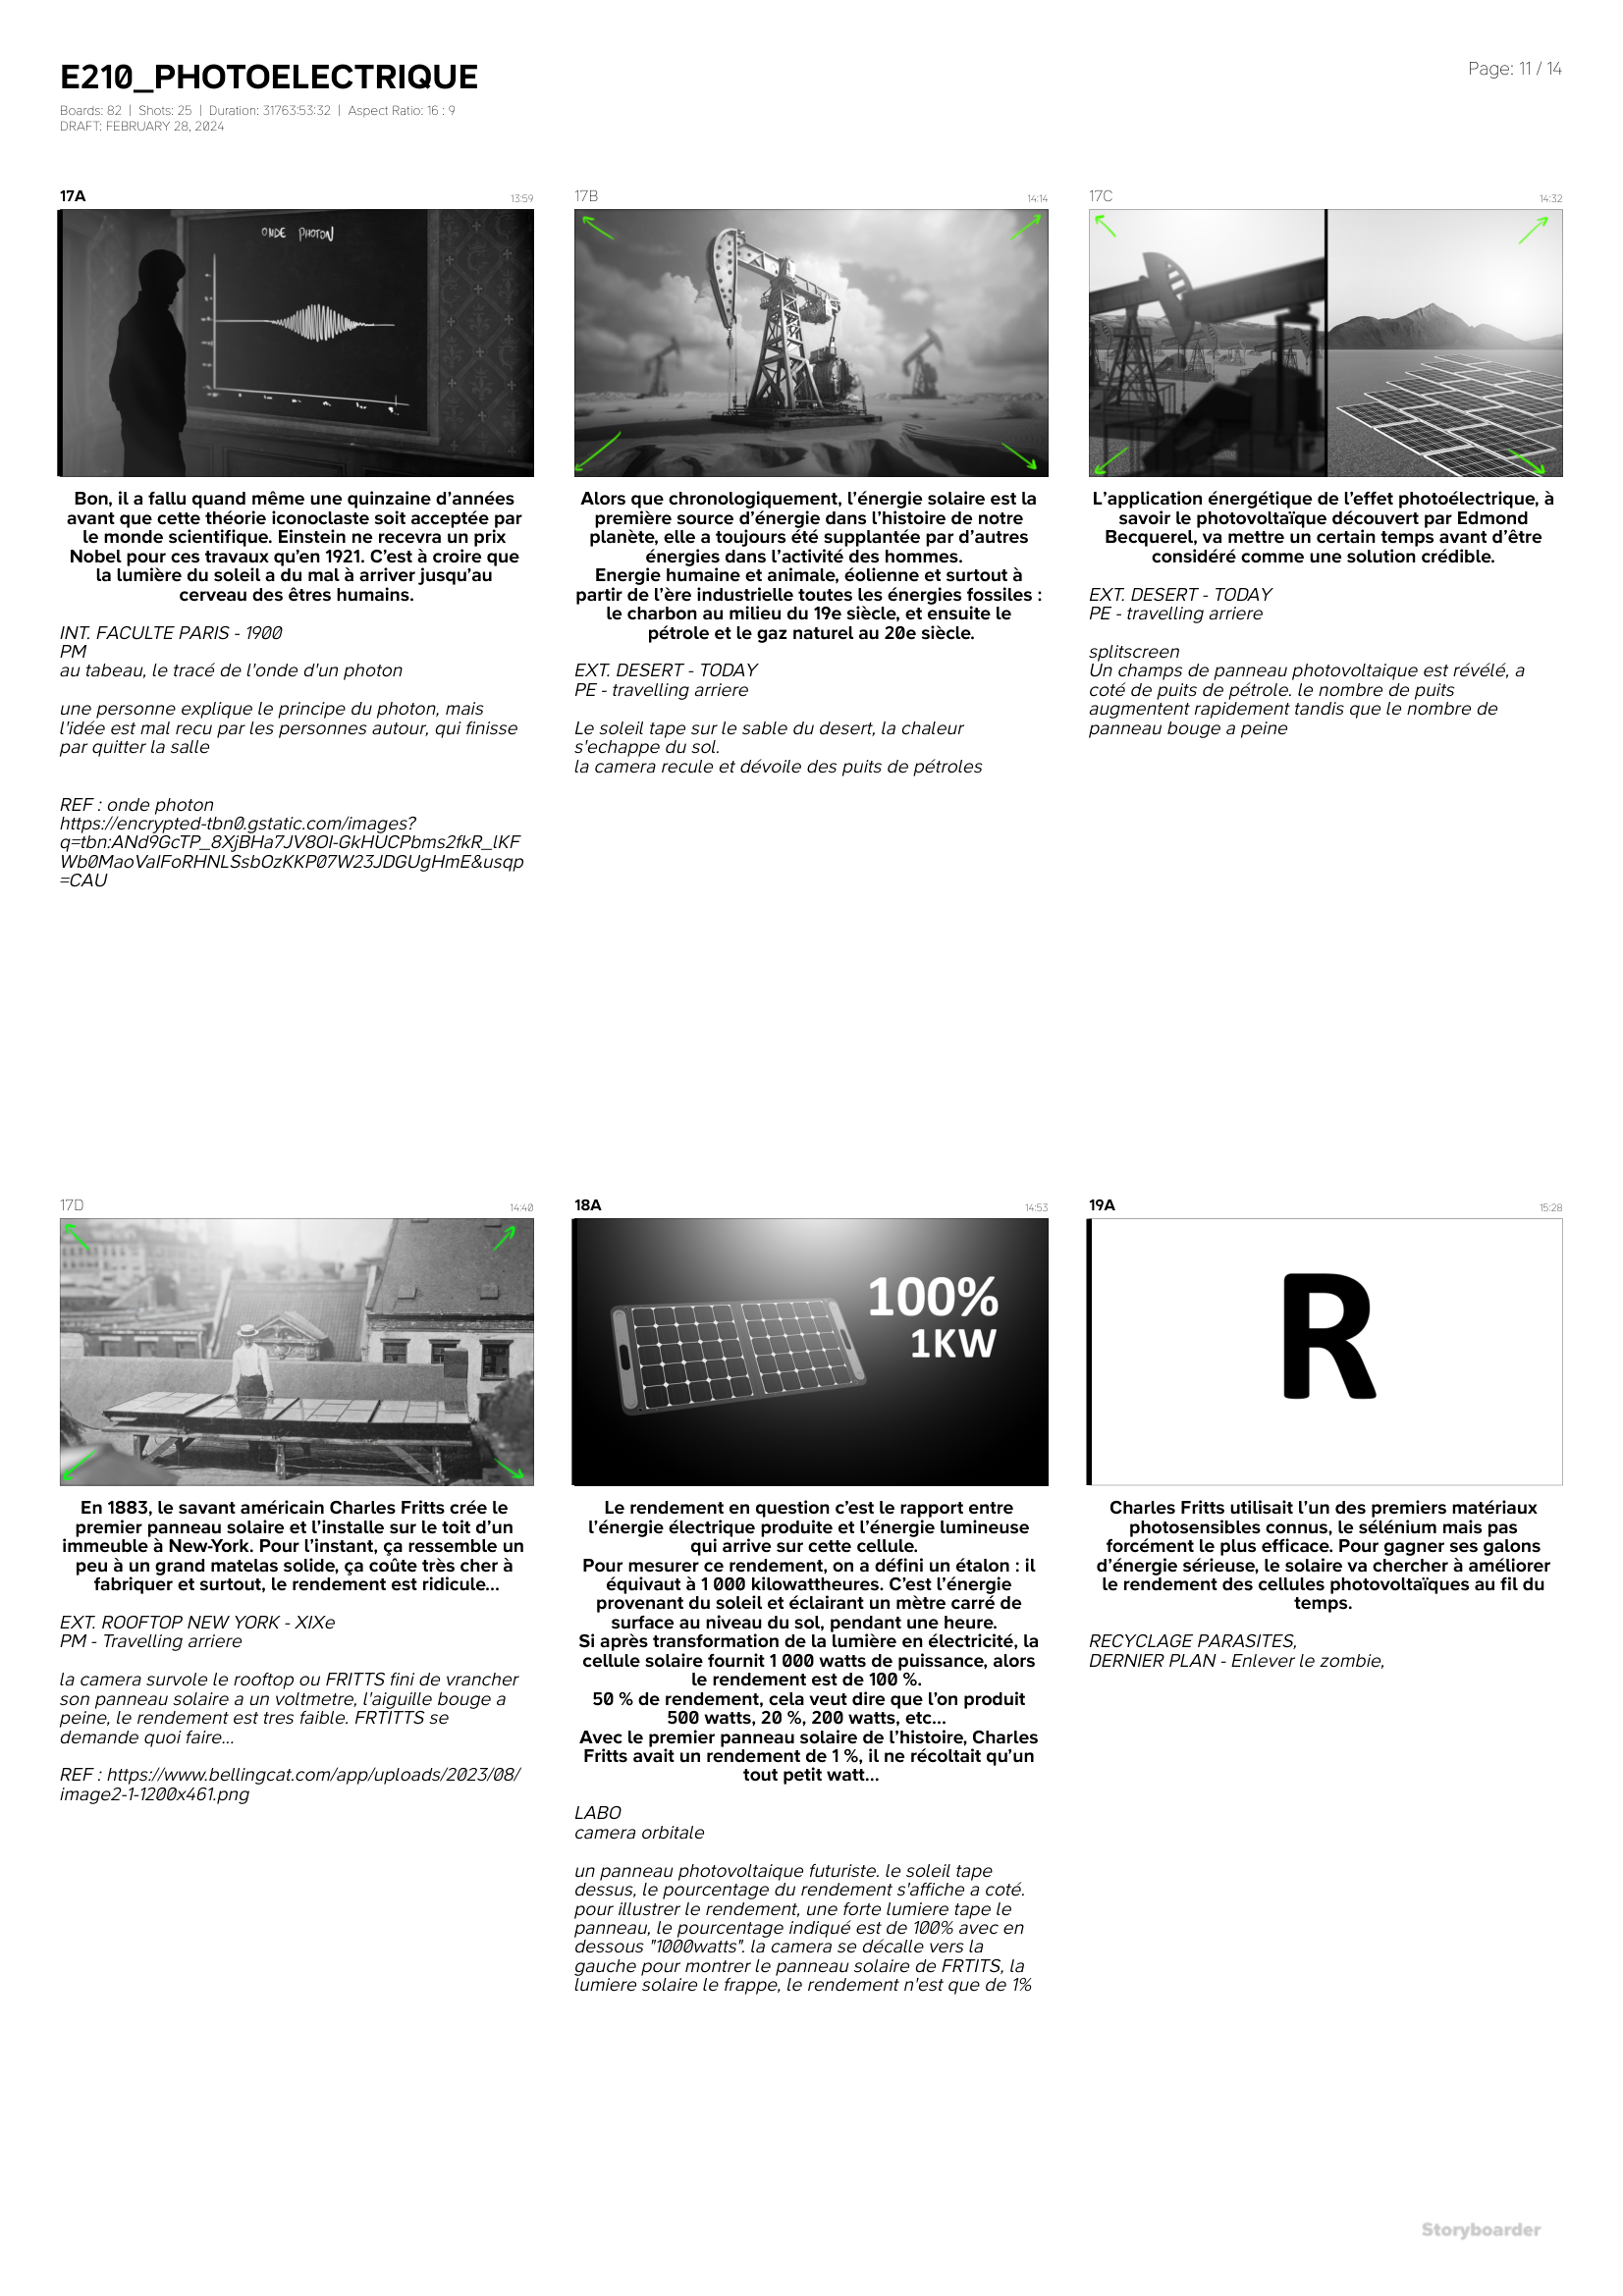 E210_PHOTOELECTRIQUE
Page: 11 / 14
Boards: 82 | Shots: 25 | Duration: 31763:53:32 | Aspect Ratio: 16 : 9
DRAFT: FEBRUARY 28, 2024
17A
13:59
ONDE PHOTON
Bon, il a fallu quand même une quinzaine d’années
avant que cette théorie iconoclaste soit acceptée par
le monde scientifique. Einstein ne recevra un prix
Nobel pour ces travaux qu’en 1921. C’est à croire que
la lumière du soleil a du mal à arriver jusqu’au
cerveau des êtres humains.
INT. FACULTE PARIS - 1900
PM
au tabeau, le tracé de l'onde d'un photon
une personne explique le principe du photon, mais
l'idée est mal recu par les personnes autour, qui finisse
par quitter la salle
REF : onde photon
https://encrypted-tbn0.gstatic.com/images?
q=tbn:ANd9GcTP_8XjBHa7JV8OI-GkHUCPbms2fkR_lKF
Wb0MaoVaIFoRHNLSsbOzKKP07W23JDGUgHmE&usqp
=CAU
17B
14:14
Alors que chronologiquement, l’énergie solaire est la
première source d’énergie dans l’histoire de notre
planète, elle a toujours été supplantée par d’autres
énergies dans l’activité des hommes.
Energie humaine et animale, éolienne et surtout à
partir de l’ère industrielle toutes les énergies fossiles :
le charbon au milieu du 19e siècle, et ensuite le
pétrole et le gaz naturel au 20e siècle.
EXT. DESERT - TODAY
PE - travelling arriere
Le soleil tape sur le sable du desert, la chaleur
s'echappe du sol.
la camera recule et dévoile des puits de pétroles
17C
14:32
L’application énergétique de l’effet photoélectrique, à
savoir le photovoltaïque découvert par Edmond
Becquerel, va mettre un certain temps avant d’être
considéré comme une solution crédible.
EXT. DESERT - TODAY
PE - travelling arriere
splitscreen
Un champs de panneau photovoltaique est révélé, a
coté de puits de pétrole. le nombre de puits
augmentent rapidement tandis que le nombre de
panneau bouge a peine
17D
14:40
En 1883, le savant américain Charles Fritts crée le
premier panneau solaire et l’installe sur le toit d’un
immeuble à New-York. Pour l’instant, ça ressemble un
peu à un grand matelas solide, ça coûte très cher à
fabriquer et surtout, le rendement est ridicule…
EXT. ROOFTOP NEW YORK - XIXe
PM - Travelling arriere
la camera survole le rooftop ou FRITTS fini de vrancher
son panneau solaire a un voltmetre, l'aiguille bouge a
peine, le rendement est tres faible. FRTITTS se
demande quoi faire...
REF : https://www.bellingcat.com/app/uploads/2023/08/
image2-1-1200x461.png
18A
14:53
100%
1KW
Le rendement en question c’est le rapport entre
l’énergie électrique produite et l’énergie lumineuse
qui arrive sur cette cellule.
Pour mesurer ce rendement, on a défini un étalon : il
équivaut à 1 000 kilowattheures. C’est l’énergie
provenant du soleil et éclairant un mètre carré de
surface au niveau du sol, pendant une heure.
Si après transformation de la lumière en électricité, la
cellule solaire fournit 1 000 watts de puissance, alors
le rendement est de 100 %.
50 % de rendement, cela veut dire que l’on produit
500 watts, 20 %, 200 watts, etc…
Avec le premier panneau solaire de l’histoire, Charles
Fritts avait un rendement de 1 %, il ne récoltait qu’un
tout petit watt…
LABO
camera orbitale
un panneau photovoltaique futuriste. le soleil tape
dessus, le pourcentage du rendement s'affiche a coté.
pour illustrer le rendement, une forte lumiere tape le
panneau, le pourcentage indiqué est de 100% avec en
dessous "1000watts". la camera se décalle vers la
gauche pour montrer le panneau solaire de FRTITS, la
lumiere solaire le frappe, le rendement n'est que de 1%
19A
15:28
R
Charles Fritts utilisait l’un des premiers matériaux
photosensibles connus, le sélénium mais pas
forcément le plus efficace. Pour gagner ses galons
d’énergie sérieuse, le solaire va chercher à améliorer
le rendement des cellules photovoltaïques au fil du
temps.
RECYCLAGE PARASITES,
DERNIER PLAN - Enlever le zombie,
Storyboarder